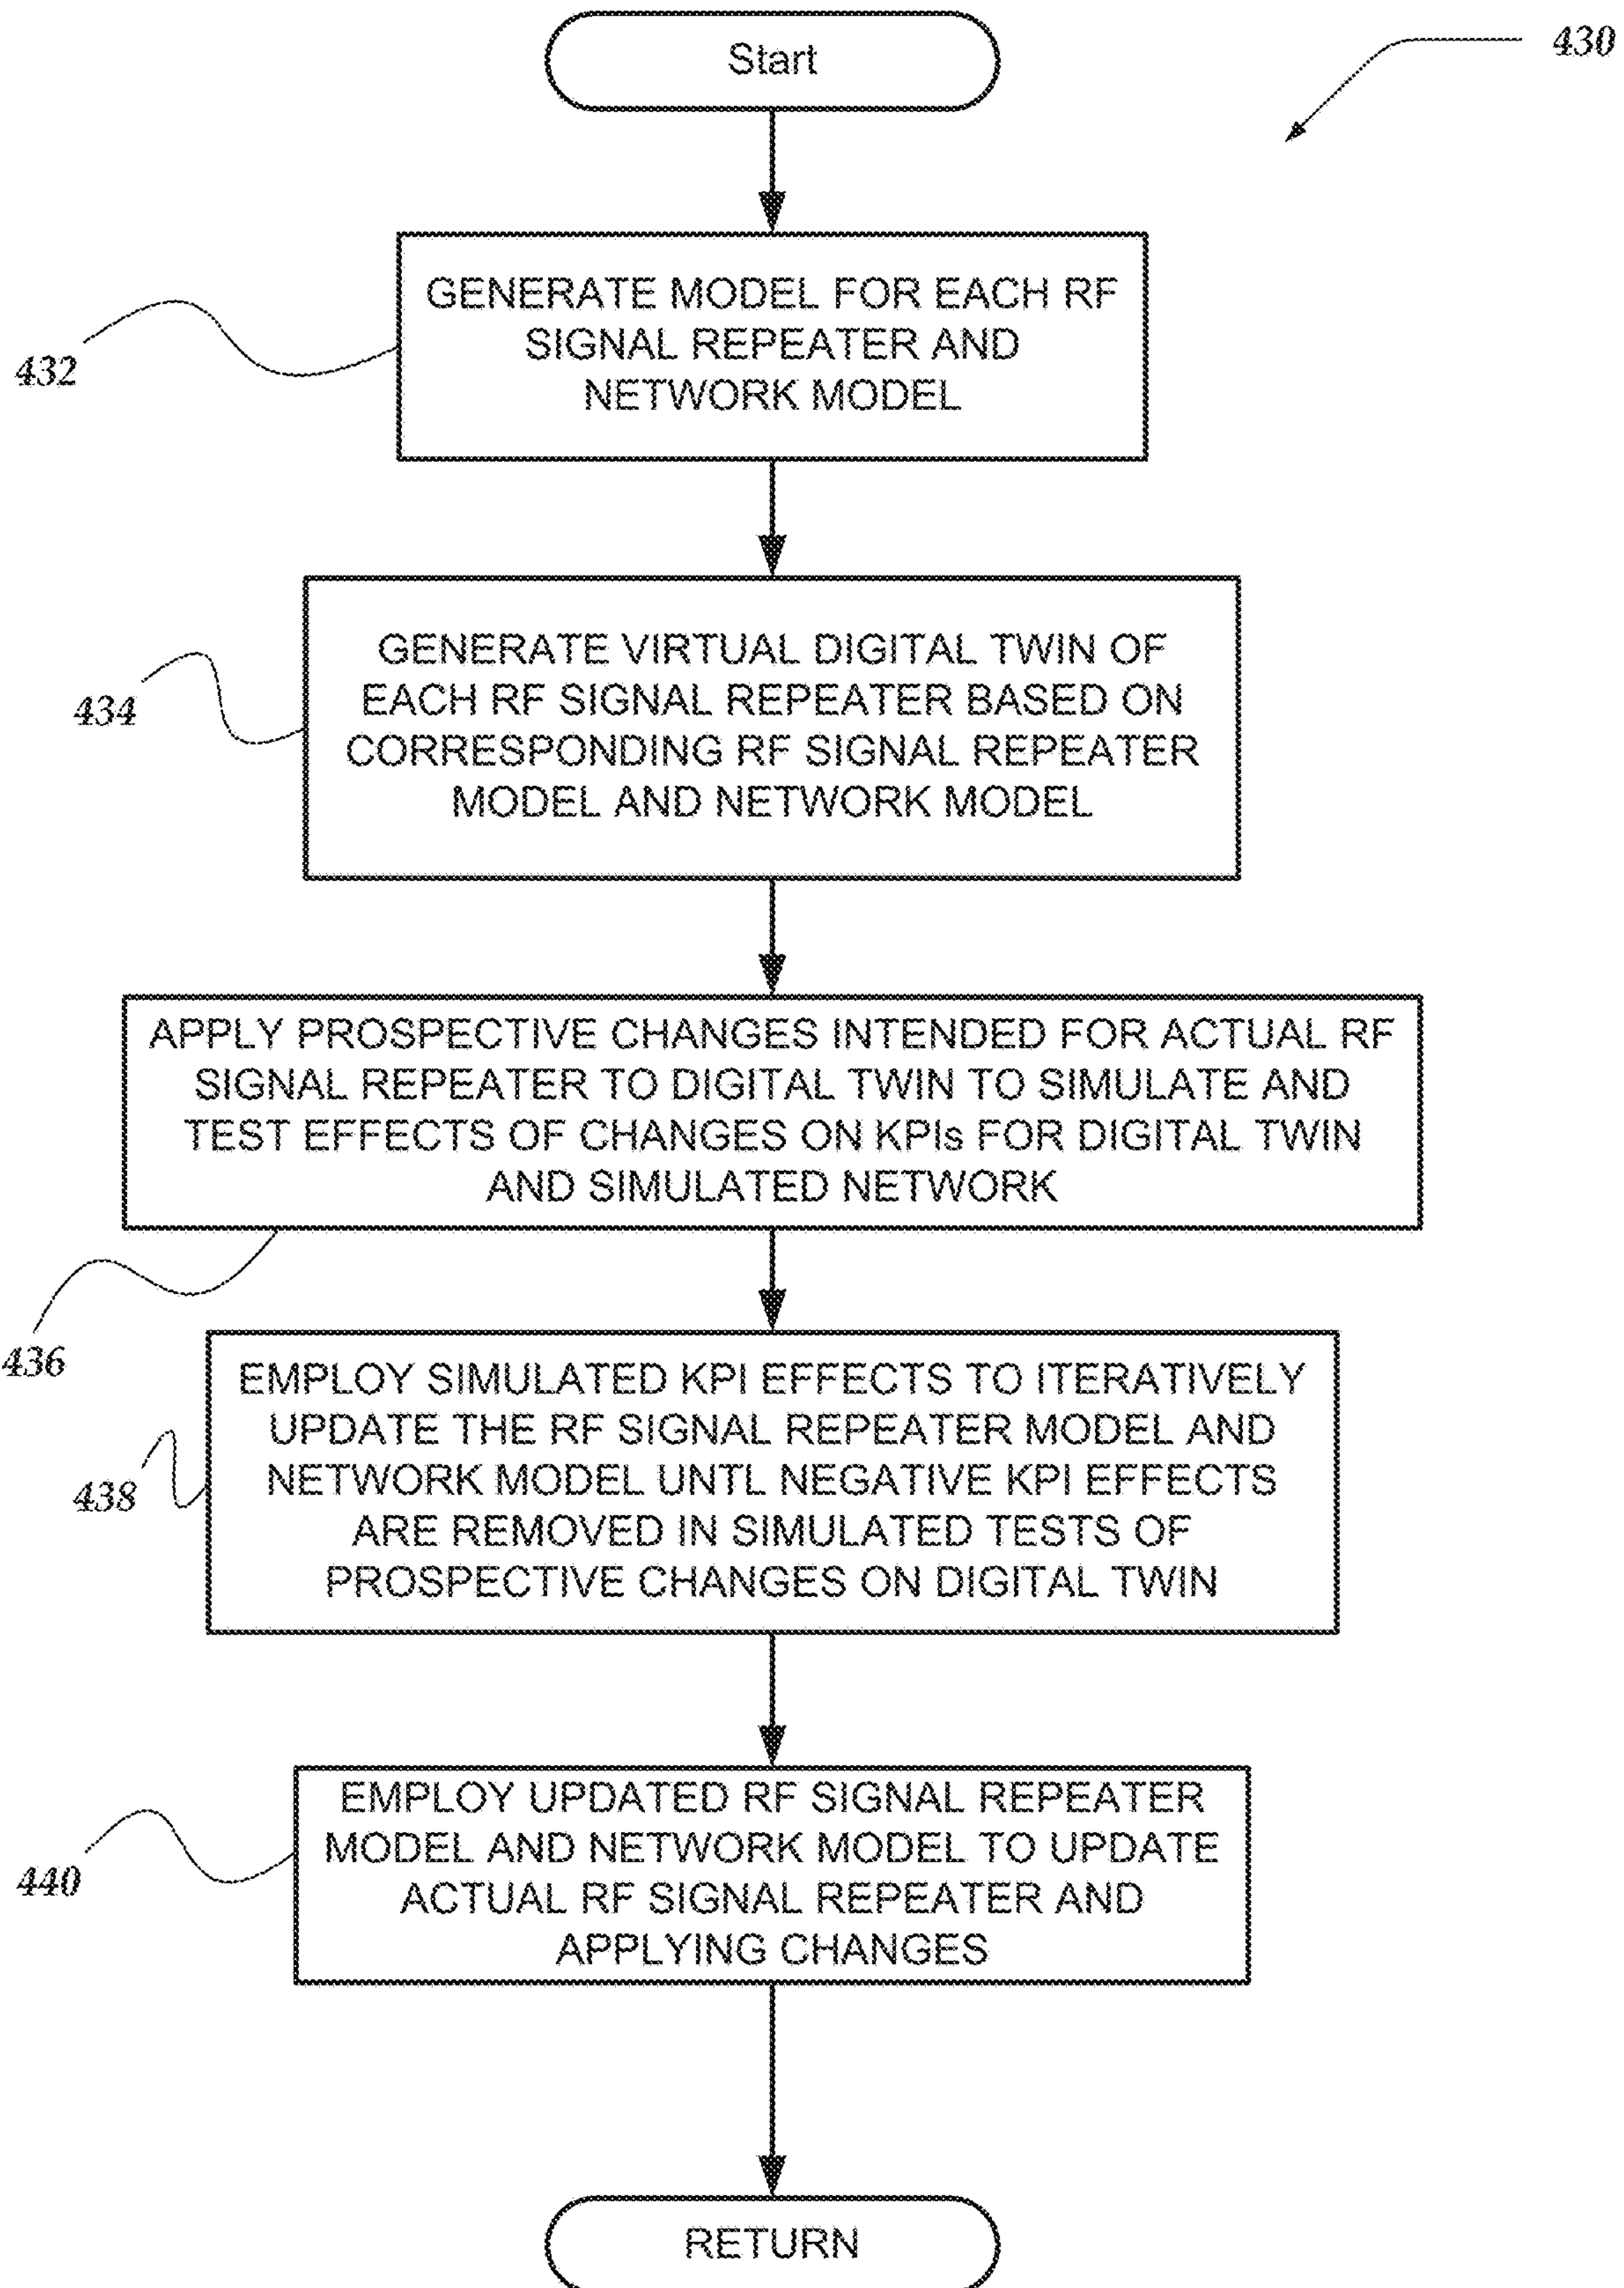 Start
430
GENERATE MODEL FOR EACH RF
SIGNAL REPEATER AND
NETWORK MODEL
432
GENERATE VIRTUAL DIGITAL TWIN OF
EACH RF SIGNAL REPEATER BASED ON
CORRESPONDING RF SIGNAL REPEATER
MODEL AND NETWORK MODEL
434
APPLY PROSPECTIVE CHANGES INTENDED FOR ACTUAL RF
SIGNAL REPEATER TO DIGITAL TWIN TO SIMULATE AND
TEST EFFECTS OF CHANGES ON KPIs FOR DIGITAL TWIN
AND SIMULATED NETWORK
436
EMPLOY SIMULATED KPI EFFECTS TO ITERATIVELY
UPDATE THE RF SIGNAL REPEATER MODEL AND
NETWORK MODEL UNTL NEGATIVE KPI EFFECTS
ARE REMOVED IN SIMULATED TESTS OF
PROSPECTIVE CHANGES ON DIGITAL TWIN
438
EMPLOY UPDATED RF SIGNAL REPEATER
MODEL AND NETWORK MODEL TO UPDATE
ACTUAL RF SIGNAL REPEATER AND
APPLYING CHANGES
440
RETURN